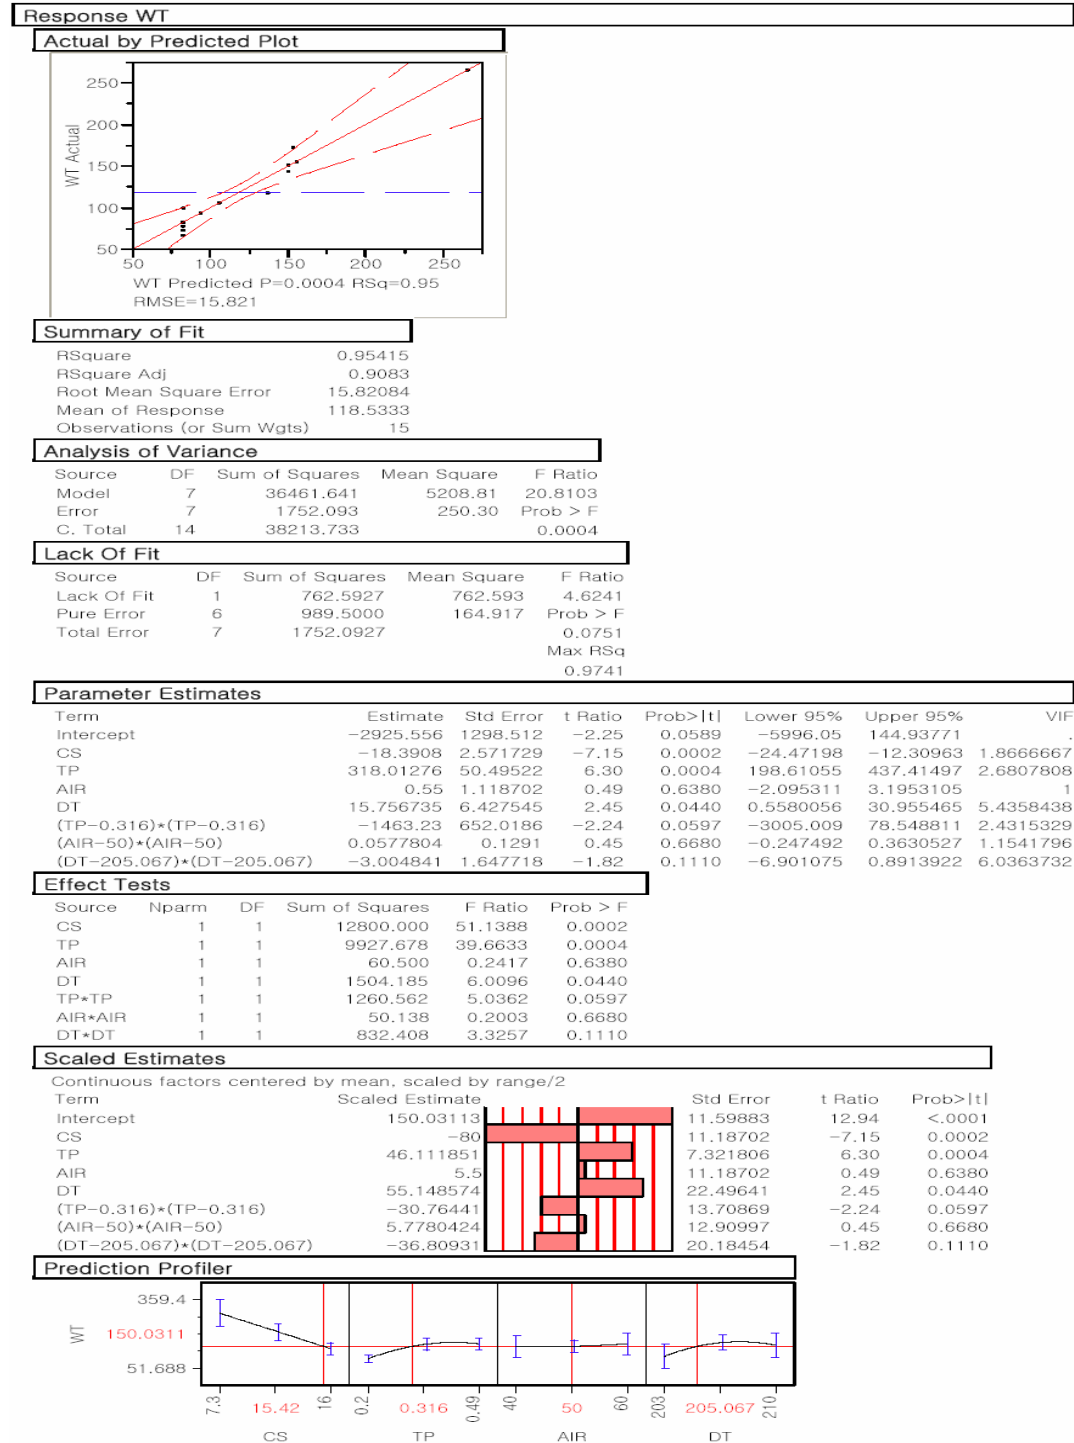 Response WT
Actual by Predicted Plot
WT Actual
250
200
150
100
50
50 100 150 200 250
WT Predicted P=0.0004 RSq=0.95
RMSE=15.821
Summary of Fit
RSquare 0.95415
RSquare Adj 0.9083
Root Mean Square Error 15.82084
Mean of Response 118.5333
Observations (or Sum Wgts) 15
Analysis of Variance
Source DF Sum of Squares Mean Square F Ratio
Model 7 36461.641 5208.81 20.8103
Error 7 1752.093 250.30 Prob > F
C. Total 14 38213.733 0.0004
Lack Of Fit
Source DF Sum of Squares Mean Square F Ratio
Lack Of Fit 1 762.5927 762.593 4.6241
Pure Error 6 989.5000 164.917 Prob > F
Total Error 7 1752.0927 0.0751
Max RSq
0.9741
Parameter Estimates
Term Estimate Std Error t Ratio Prob>|t| Lower 95% Upper 95% VIF
Intercept −2925.556 1298.512 −2.25 0.0589 −5996.05 144.93771 .
CS −18.3908 2.571729 −7.15 0.0002 −24.47198 −12.30963 1.8666667
TP 318.01276 50.49522 6.30 0.0004 198.61055 437.41497 2.6807808
AIR 0.55 1.118702 0.49 0.6380 −2.095311 3.1953105 1
DT 15.756735 6.427545 2.45 0.0440 0.5580056 30.955465 5.4358438
(TP−0.316)*(TP−0.316) −1463.23 652.0186 −2.24 0.0597 −3005.009 78.548811 2.4315329
(AIR−50)*(AIR−50) 0.0577804 0.1291 0.45 0.6680 −0.247492 0.3630527 1.1541796
(DT−205.067)*(DT−205.067) −3.004841 1.647718 −1.82 0.1110 −6.901075 0.8913922 6.0363732
Effect Tests
Source Nparm DF Sum of Squares F Ratio Prob > F
CS 1 1 12800.000 51.1388 0.0002
TP 1 1 9927.678 39.6633 0.0004
AIR 1 1 60.500 0.2417 0.6380
DT 1 1 1504.185 6.0096 0.0440
TP*TP 1 1 1260.562 5.0362 0.0597
AIR*AIR 1 1 50.138 0.2003 0.6680
DT*DT 1 1 832.408 3.3257 0.1110
Scaled Estimates
Continuous factors centered by mean, scaled by range/2
Term Scaled Estimate Std Error t Ratio Prob>|t|
Intercept 150.03113 11.59883 12.94 <.0001
CS −80 11.18702 −7.15 0.0002
TP 46.111851 7.321806 6.30 0.0004
AIR 5.5 11.18702 0.49 0.6380
DT 55.148574 22.49641 2.45 0.0440
(TP−0.316)*(TP−0.316) −30.76441 13.70869 −2.24 0.0597
(AIR−50)*(AIR−50) 5.7780424 12.90997 0.45 0.6680
(DT−205.067)*(DT−205.067) −36.80931 20.18454 −1.82 0.1110
Prediction Profiler
WT
359.4
150.0311
51.688
7.3 15.42 16 0.2 0.316 0.49 40 50 60 203 205.067 210
CS TP AIR DT